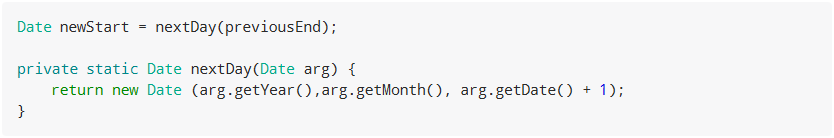 Date newStart = nextDay(previousEnd);

private static Date nextDay(Date arg) {
    return new Date (arg.getYear(),arg.getMonth(), arg.getDate() + 1);
}